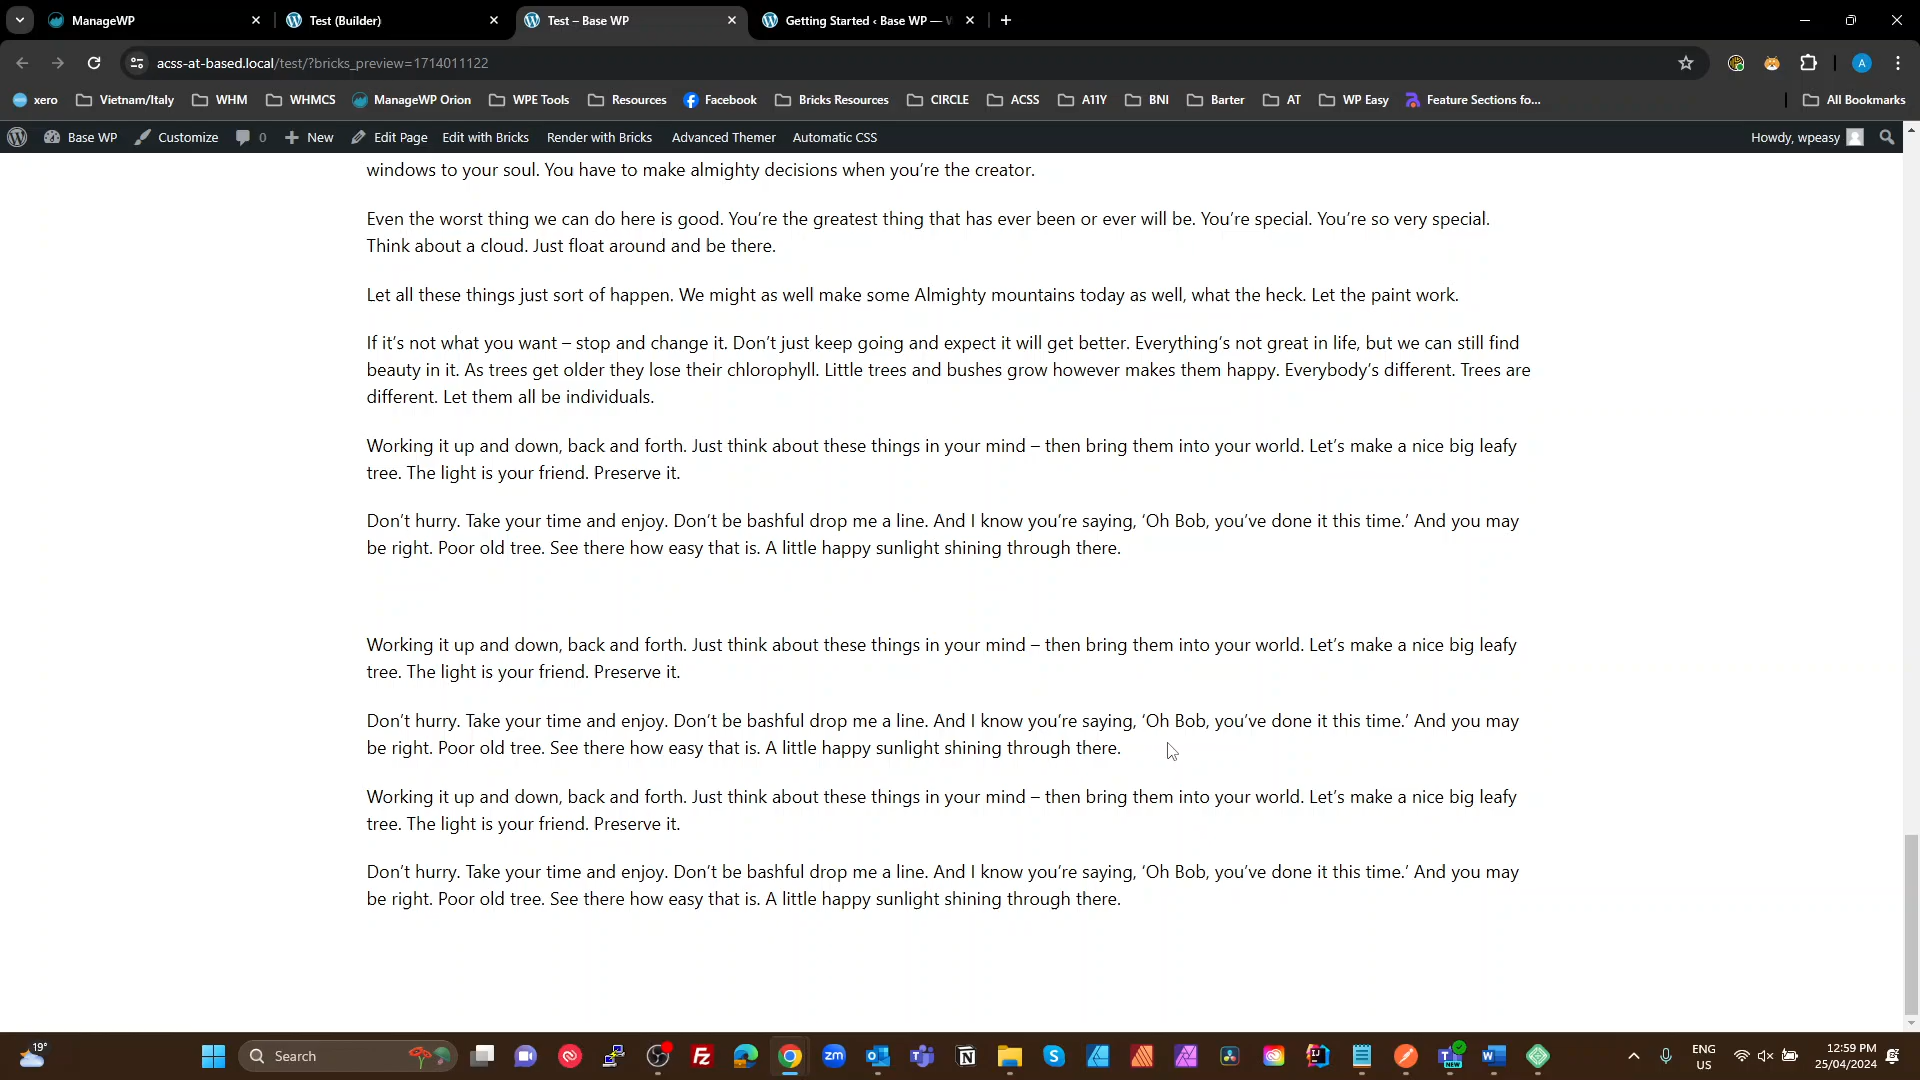 ManageWP
Test (Builder)
Test – Base WP
Getting Started ‹ Base WP —
acss-at-based.local/test/?bricks_preview=1714011122
A
xero
Vietnam/Italy
WHM
WHMCS
ManageWP Orion
WPE Tools
Resources
Facebook
Bricks Resources
CIRCLE
ACSS
A11Y
BNI
Barter
AT
WP Easy
Feature Sections fo...
All Bookmarks
Base WP
Customize
0
New
Edit Page
Edit with Bricks
Render with Bricks
Advanced Themer
Automatic CSS
Howdy, wpeasy
windows to your soul. You have to make almighty decisions when you’re the creator.
Even the worst thing we can do here is good. You’re the greatest thing that has ever been or ever will be. You’re special. You’re so very special.
Think about a cloud. Just float around and be there.
Let all these things just sort of happen. We might as well make some Almighty mountains today as well, what the heck. Let the paint work.
If it’s not what you want – stop and change it. Don’t just keep going and expect it will get better. Everything’s not great in life, but we can still find
beauty in it. As trees get older they lose their chlorophyll. Little trees and bushes grow however makes them happy. Everybody’s different. Trees are
different. Let them all be individuals.
Working it up and down, back and forth. Just think about these things in your mind – then bring them into your world. Let’s make a nice big leafy
tree. The light is your friend. Preserve it.
Don’t hurry. Take your time and enjoy. Don’t be bashful drop me a line. And I know you’re saying, ‘Oh Bob, you’ve done it this time.’ And you may
be right. Poor old tree. See there how easy that is. A little happy sunlight shining through there.
Working it up and down, back and forth. Just think about these things in your mind – then bring them into your world. Let’s make a nice big leafy
tree. The light is your friend. Preserve it.
Don’t hurry. Take your time and enjoy. Don’t be bashful drop me a line. And I know you’re saying, ‘Oh Bob, you’ve done it this time.’ And you may
be right. Poor old tree. See there how easy that is. A little happy sunlight shining through there.
Working it up and down, back and forth. Just think about these things in your mind – then bring them into your world. Let’s make a nice big leafy
tree. The light is your friend. Preserve it.
Don’t hurry. Take your time and enjoy. Don’t be bashful drop me a line. And I know you’re saying, ‘Oh Bob, you’ve done it this time.’ And you may
be right. Poor old tree. See there how easy that is. A little happy sunlight shining through there.
19°
Search
zm
NEW
ENG
US
12:59 PM
25/04/2024